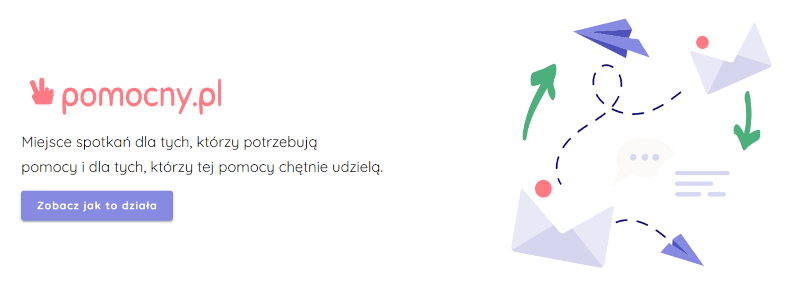 pomocny.pl
Miejsce spotkań dla tych, którzy potrzebują
pomocy i dla tych, którzy tej pomocy chętnie udzielą.
Zobacz jak to działa